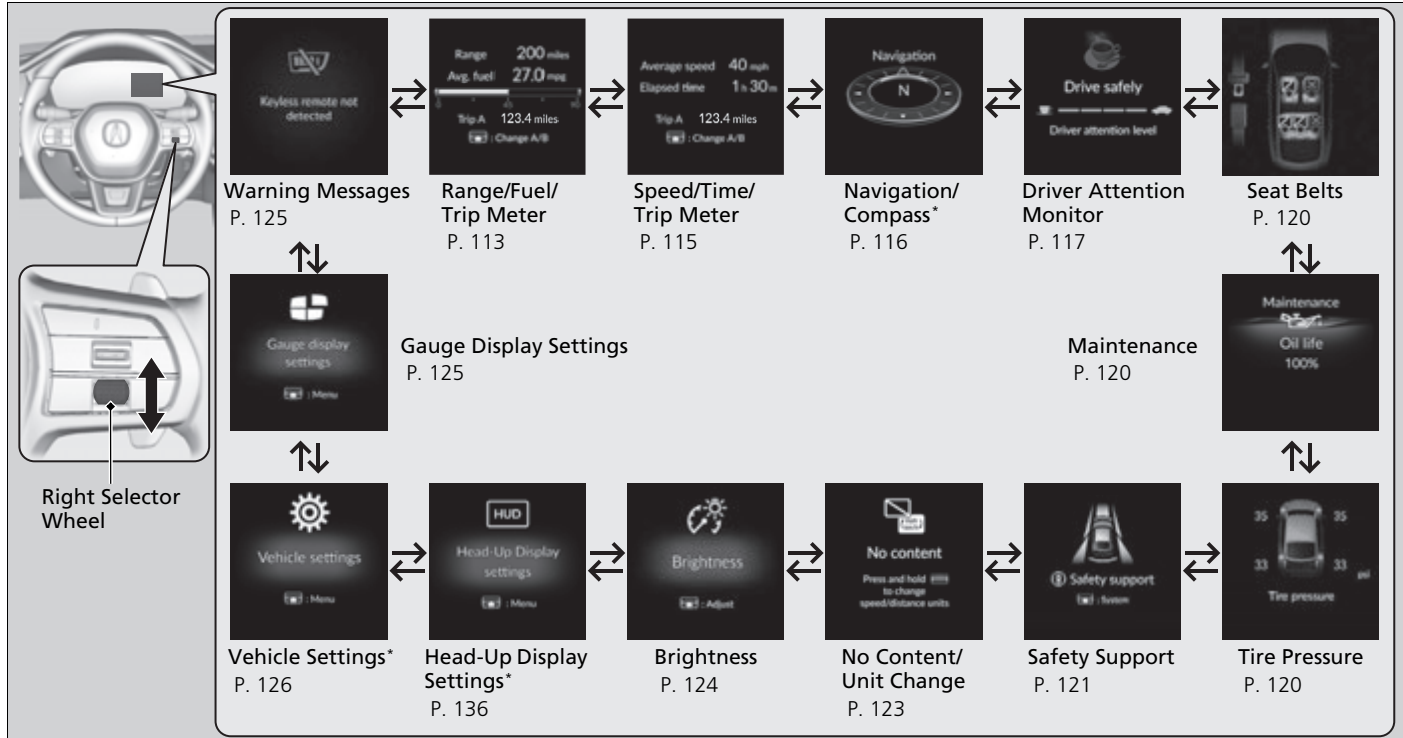 Keyless remote not
detected
Warning Messages
P. 125
Range 200 miles
Avg. fuel 27.0 mpg
Trip A 123.4 miles
: Change A/B
Range/Fuel/
Trip Meter
P. 113
Average speed 40 mph
Elapsed time 1 h 30 m
Trip A 123.4 miles
: Change A/B
Speed/Time/
Trip Meter
P. 115
Navigation
N
Navigation/
Compass*
P. 116
Drive safely
Driver attention level
Driver Attention
Monitor
P. 117
Seat Belts
P. 120
Gauge display
settings
: Menu
Gauge Display Settings
P. 125
Maintenance
P. 120
Maintenance
Oil life
100%
Right Selector
Wheel
Vehicle settings
: Menu
Vehicle Settings*
P. 126
HUD
Head-Up Display
settings
: Menu
Head-Up Display
Settings*
P. 136
Brightness
: Adjust
Brightness
P. 124
No content
Press and hold
to change
speed/distance units
No Content/
Unit Change
P. 123
Safety support
: System
Safety Support
P. 121
35 35
33 33 psi
Tire pressure
Tire Pressure
P. 120